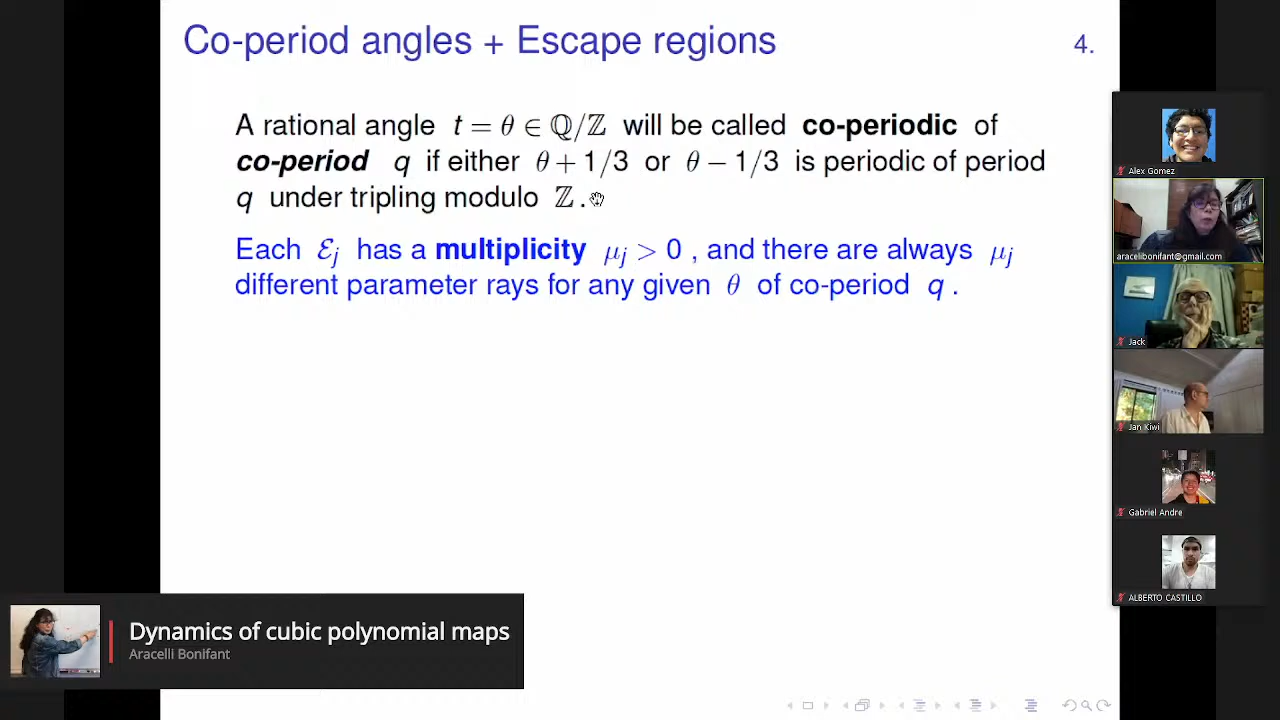 Co-period angles + Escape regions
4.
A rational angle t = θ ∈ ℚ/ℤ will be called co-periodic of
co-period q if either θ + 1/3 or θ − 1/3 is periodic of period
q under tripling modulo ℤ.
Each ℰj has a multiplicity μj > 0 , and there are always μj
different parameter rays for any given θ of co-period q .
Alex Gomez
aracelibonifant@gmail.com
Jack
Jan Kiwi
Gabriel Andre
ALBERTO CASTILLO
Dynamics of cubic polynomial maps
Aracelli Bonifant